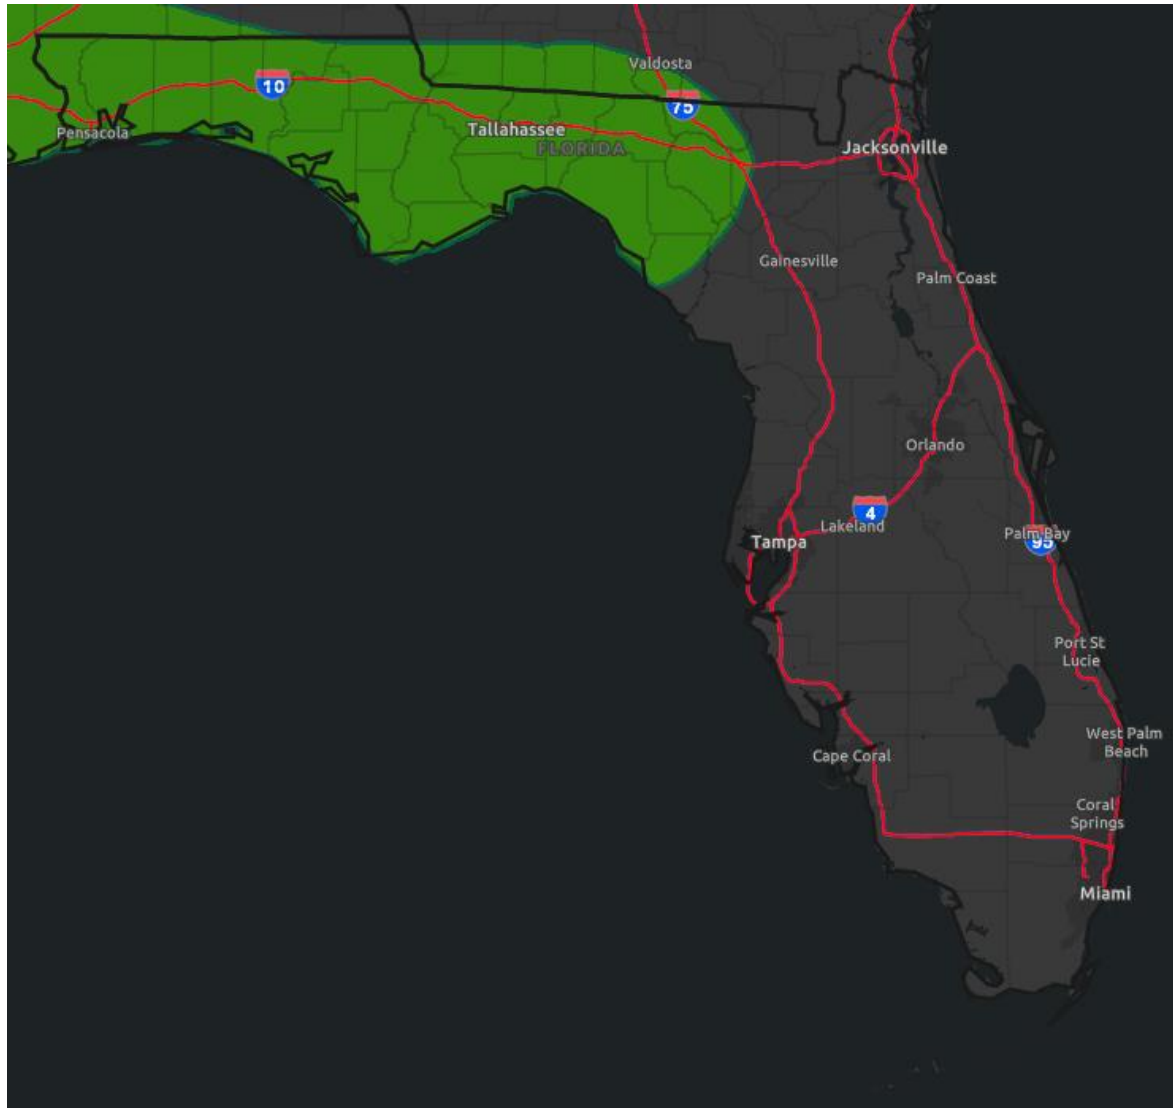 Valdosta
10
75
Pensacola
Tallahassee
FLORIDA
Jacksonville
Gainesville
Palm Coast
Orlando
4
Lakeland
Palm Bay
95
Tampa
Port St
Lucie
West Palm
Beach
Cape Coral
Coral
Springs
Miami